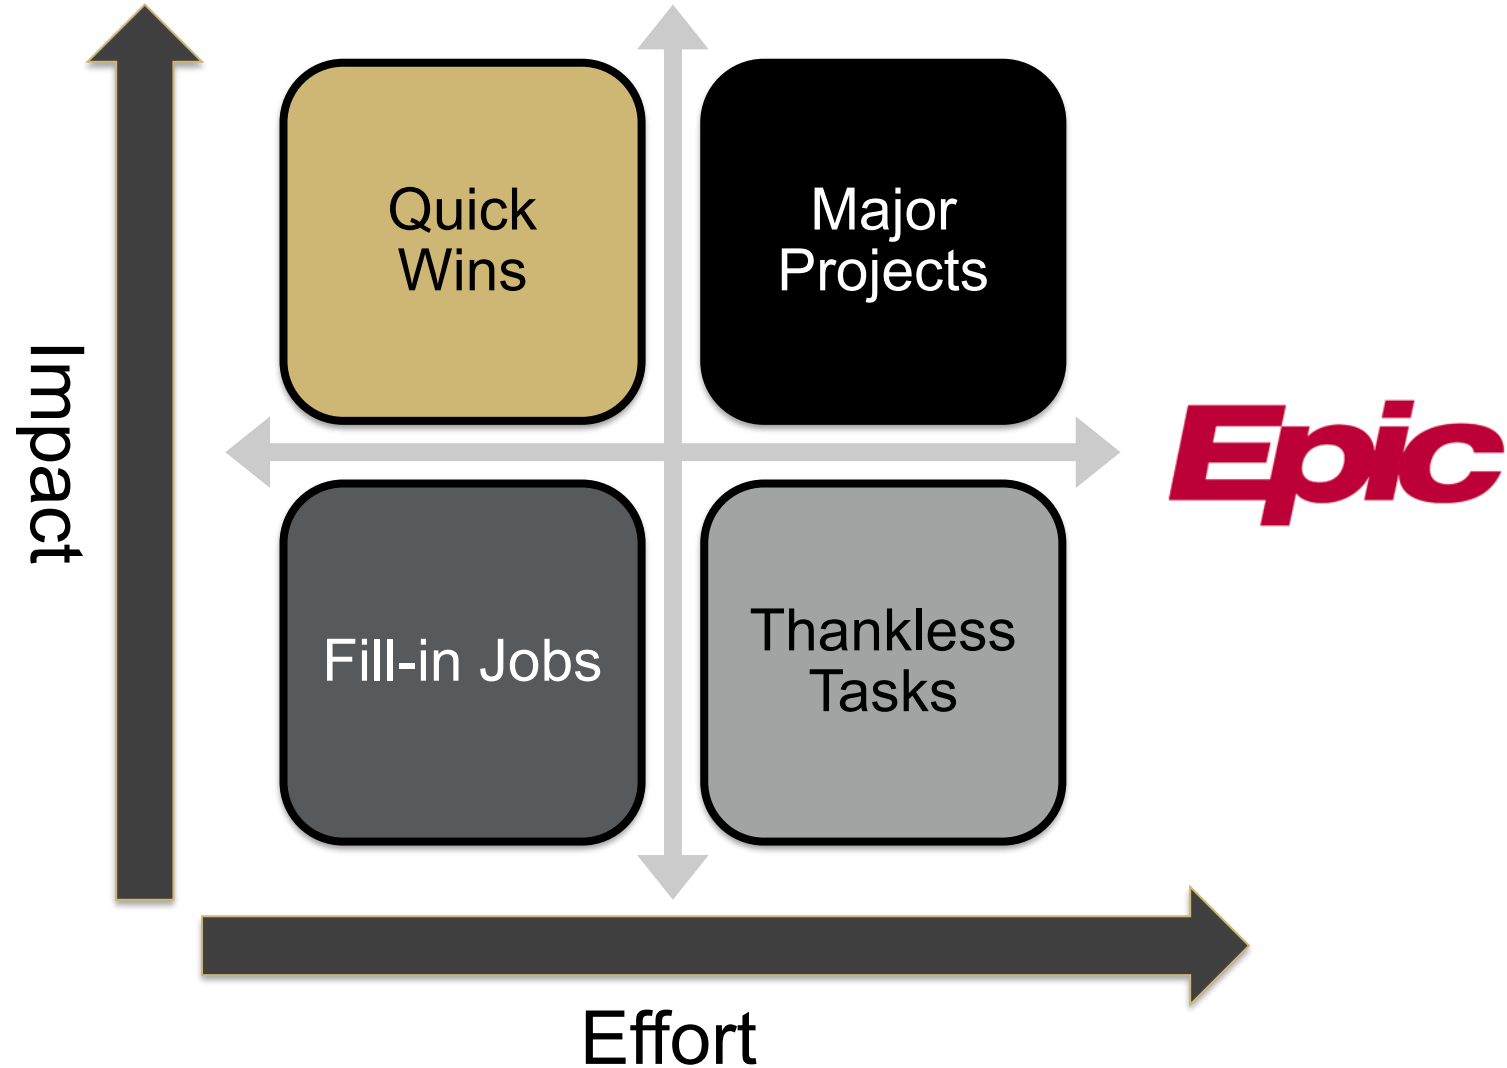 Quick
Wins
Major
Projects
Impact
Epic
Fill-in Jobs
Thankless
Tasks
Effort